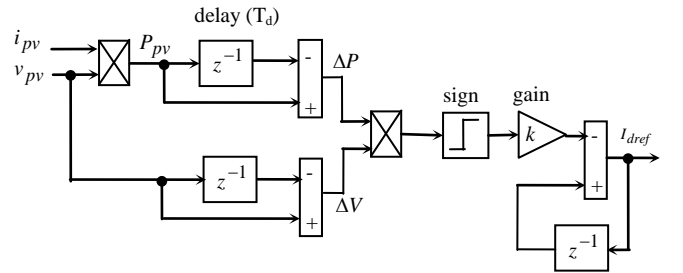 delay (T_d)
i_pv
P_pv
z⁻¹
-
ΔP
v_pv
+
sign
gain
k
-
I_dref
z⁻¹
-
+
ΔV
+
z⁻¹